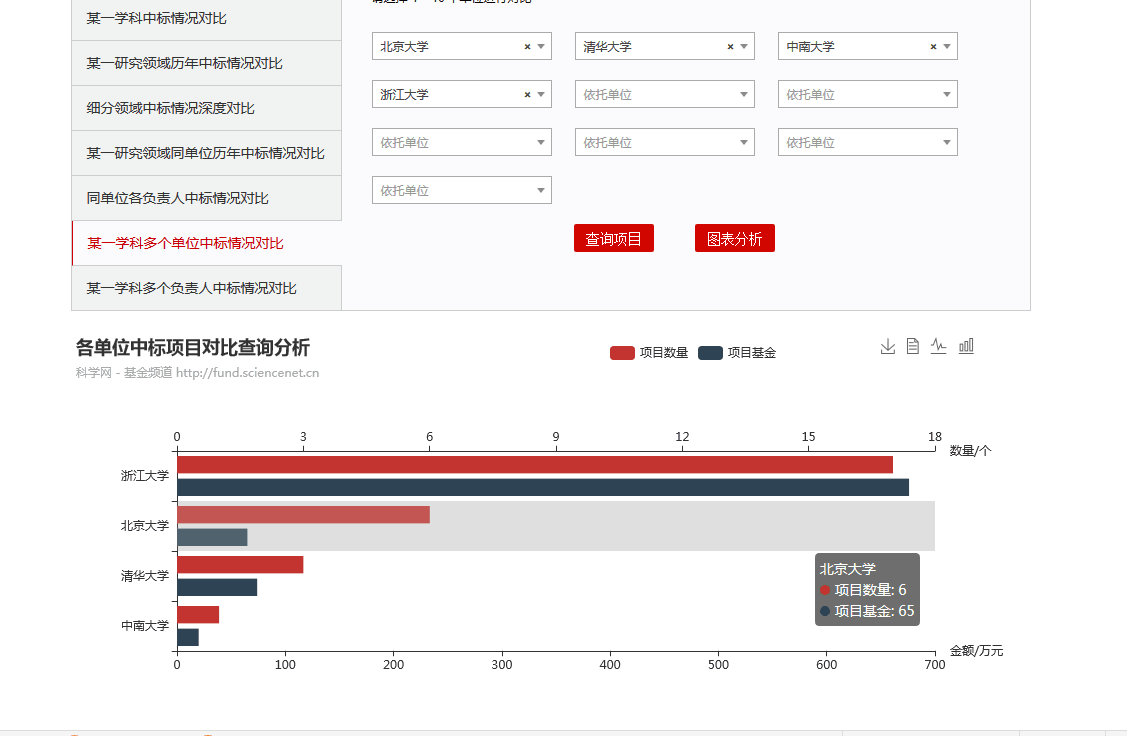 某一学科中标情况对比
某一研究领域历年中标情况对比
细分领域中标情况深度对比
某一研究领域同单位历年中标情况对比
同单位各负责人中标情况对比
某一学科多个单位中标情况对比
某一学科多个负责人中标情况对比
北京大学 × 清华大学 × 中南大学 ×
浙江大学 × 依托单位 依托单位
依托单位 依托单位 依托单位
依托单位
查询项目 图表分析
各单位中标项目对比查询分析
科学网 - 基金频道 http://fund.sciencenet.cn
项目数量 项目基金
0 3 6 9 12 15 18
数量/个
浙江大学
北京大学
清华大学
中南大学
北京大学
项目数量: 6
项目基金: 65
金额/万元
0 100 200 300 400 500 600 700